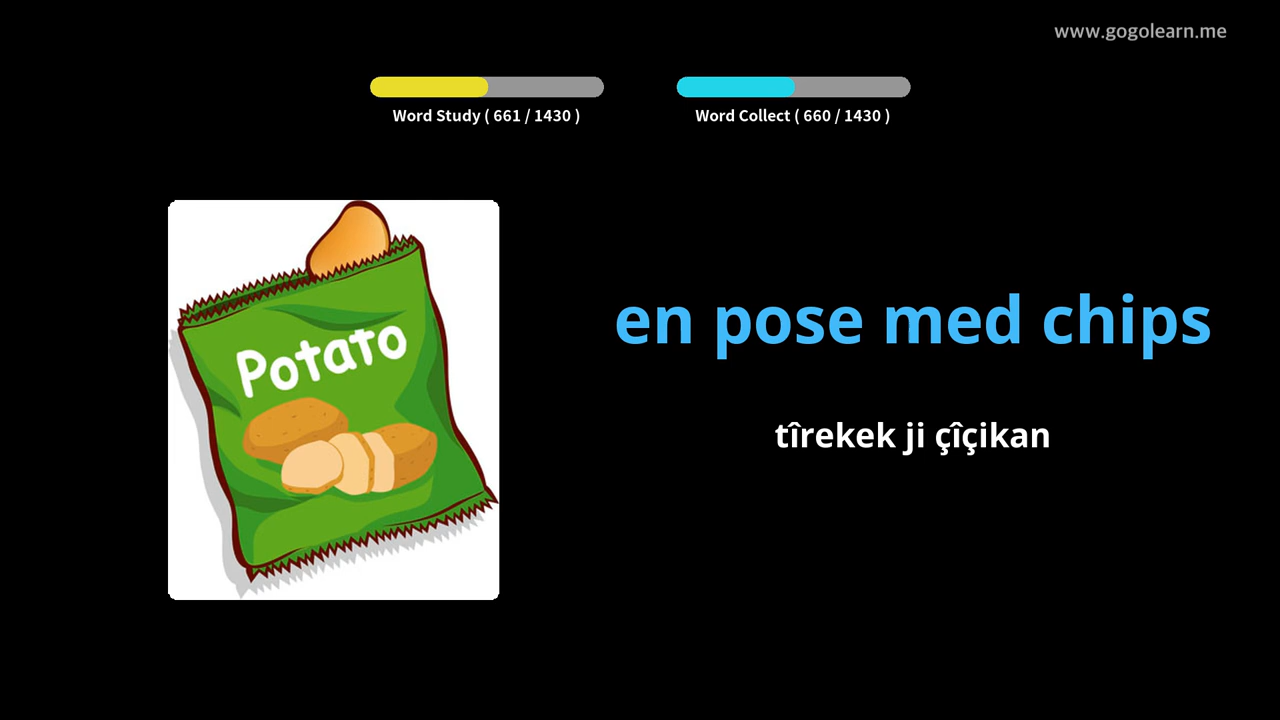 www.gogolearn.me
Word Study ( 661 / 1430 )
Word Collect ( 660 / 1430 )
Potato
en pose med chips
tîrekek ji çîçikan